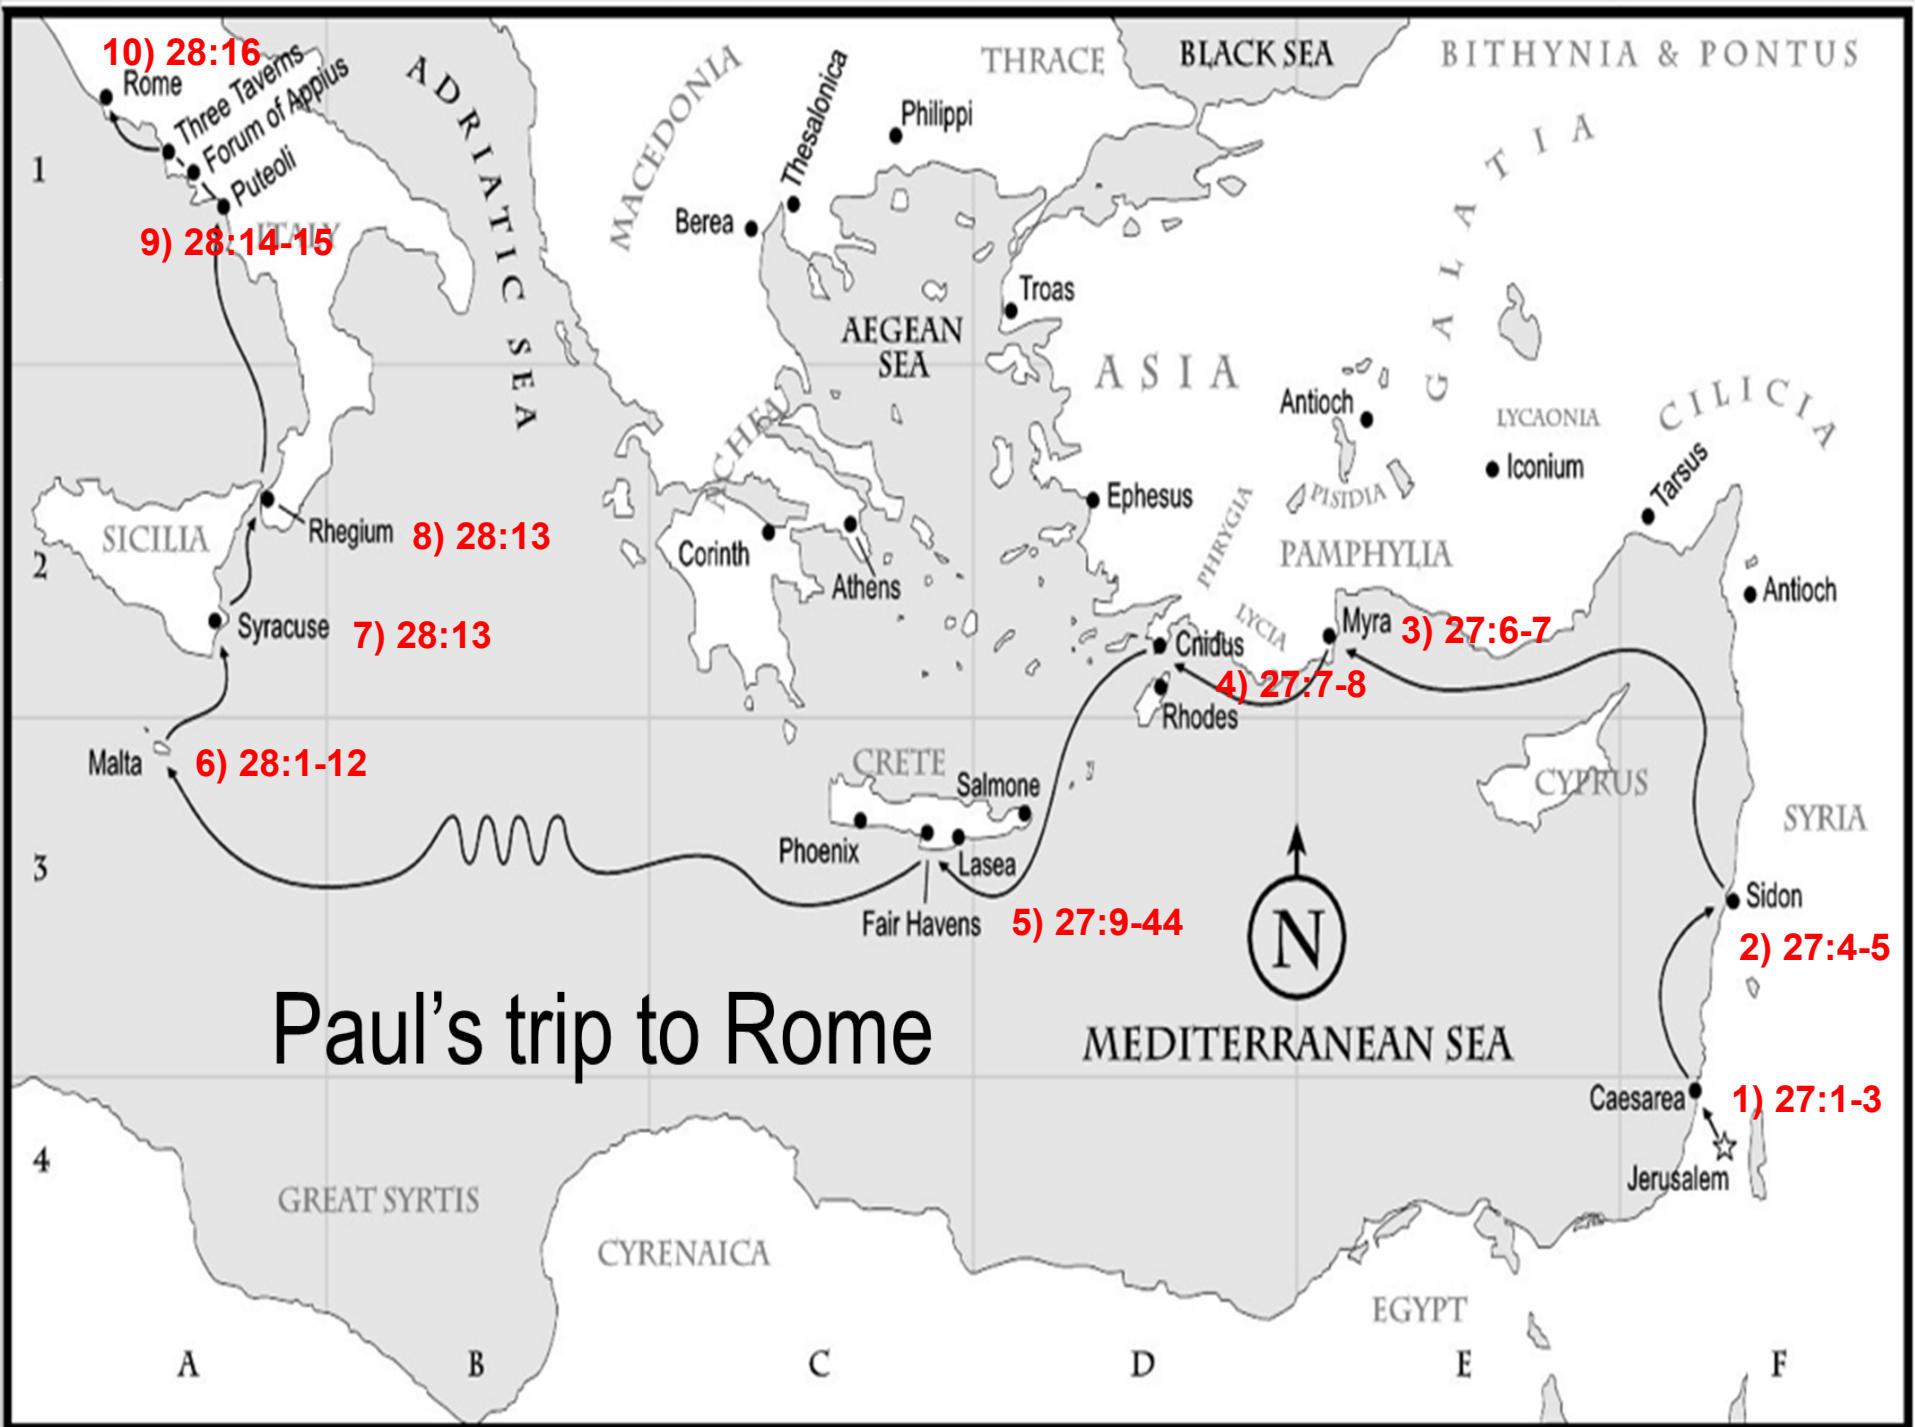 10) 28:16
Rome
Three Taverns
Forum of Appius
Puteoli
ITALY
9) 28:14-15
ADRIATIC SEA
MACEDONIA
Thesalonica
Berea
Philippi
THRACE
BLACK SEA
BITHYNIA & PONTUS
GALATIA
1
Troas
AEGEAN
SEA
ASIA
Antioch
LYCAONIA
CILICIA
Iconium
Tarsus
ACHEAU
PISIDIA
PHRYGIA
Ephesus
PAMPHYLIA
SICILIA
Rhegium
8) 28:13
2
Corinth
Athens
Antioch
Syracuse
7) 28:13
LYCIA
Cnidus
Myra
3) 27:6-7
4) 27:7-8
Rhodes
Malta
6) 28:1-12
CRETE
Salmone
CYPRUS
SYRIA
Phoenix
Lasea
3
Fair Havens
5) 27:9-44
N
Sidon
2) 27:4-5
Paul’s trip to Rome
MEDITERRANEAN SEA
Caesarea
1) 27:1-3
Jerusalem
4
GREAT SYRTIS
CYRENAICA
EGYPT
A B C D E F